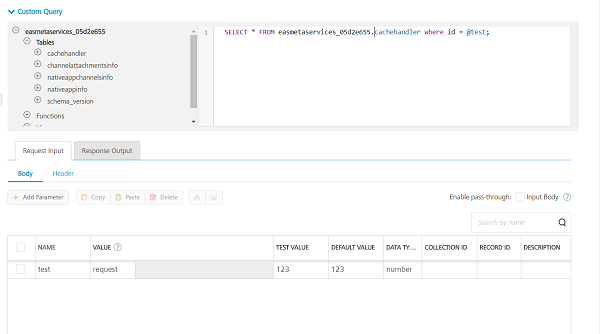 Custom Query
easmetaservices_05d2e655
Tables
cachehandler
channelattachmentsinfo
nativeappchannelsinfo
nativeappinfo
schema_version
Functions
1 SELECT * FROM easmetaservices_05d2e655.cachehandler where id = @test;
Request Input Response Output
Body Header
+ Add Parameter Copy Paste Delete Enable pass-through: Input Body ?
Search by name
NAME VALUE ? TEST VALUE DEFAULT VALUE DATA TY... COLLECTION ID RECORD ID DESCRIPTION
test request 123 123 number